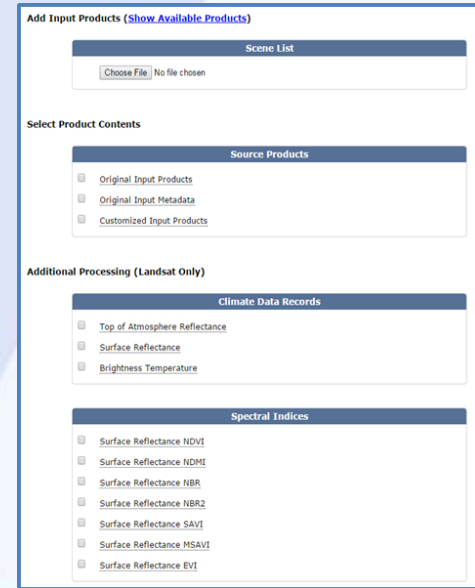 Add Input Products (Show Available Products)
Scene List
Choose File No file chosen
Select Product Contents
Source Products
Original Input Products
Original Input Metadata
Customized Input Products
Additional Processing (Landsat Only)
Climate Data Records
Top of Atmosphere Reflectance
Surface Reflectance
Brightness Temperature
Spectral Indices
Surface Reflectance NDVI
Surface Reflectance NDMI
Surface Reflectance NBR
Surface Reflectance NBR2
Surface Reflectance SAVI
Surface Reflectance MSAVI
Surface Reflectance EVI